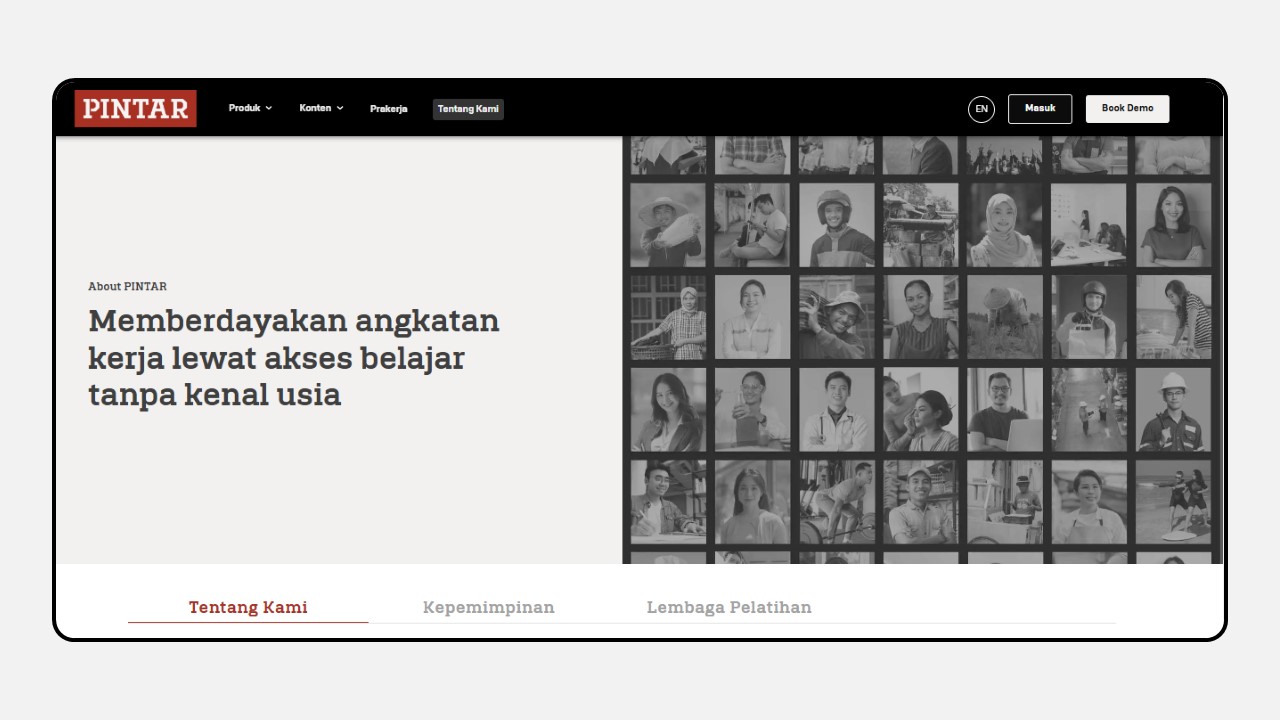 PINTAR
Produk
Konten
Prakerja
Tentang Kami
EN
Masuk
Book Demo
About PINTAR
Memberdayakan angkatan
kerja lewat akses belajar
tanpa kenal usia
Tentang Kami
Kepemimpinan
Lembaga Pelatihan